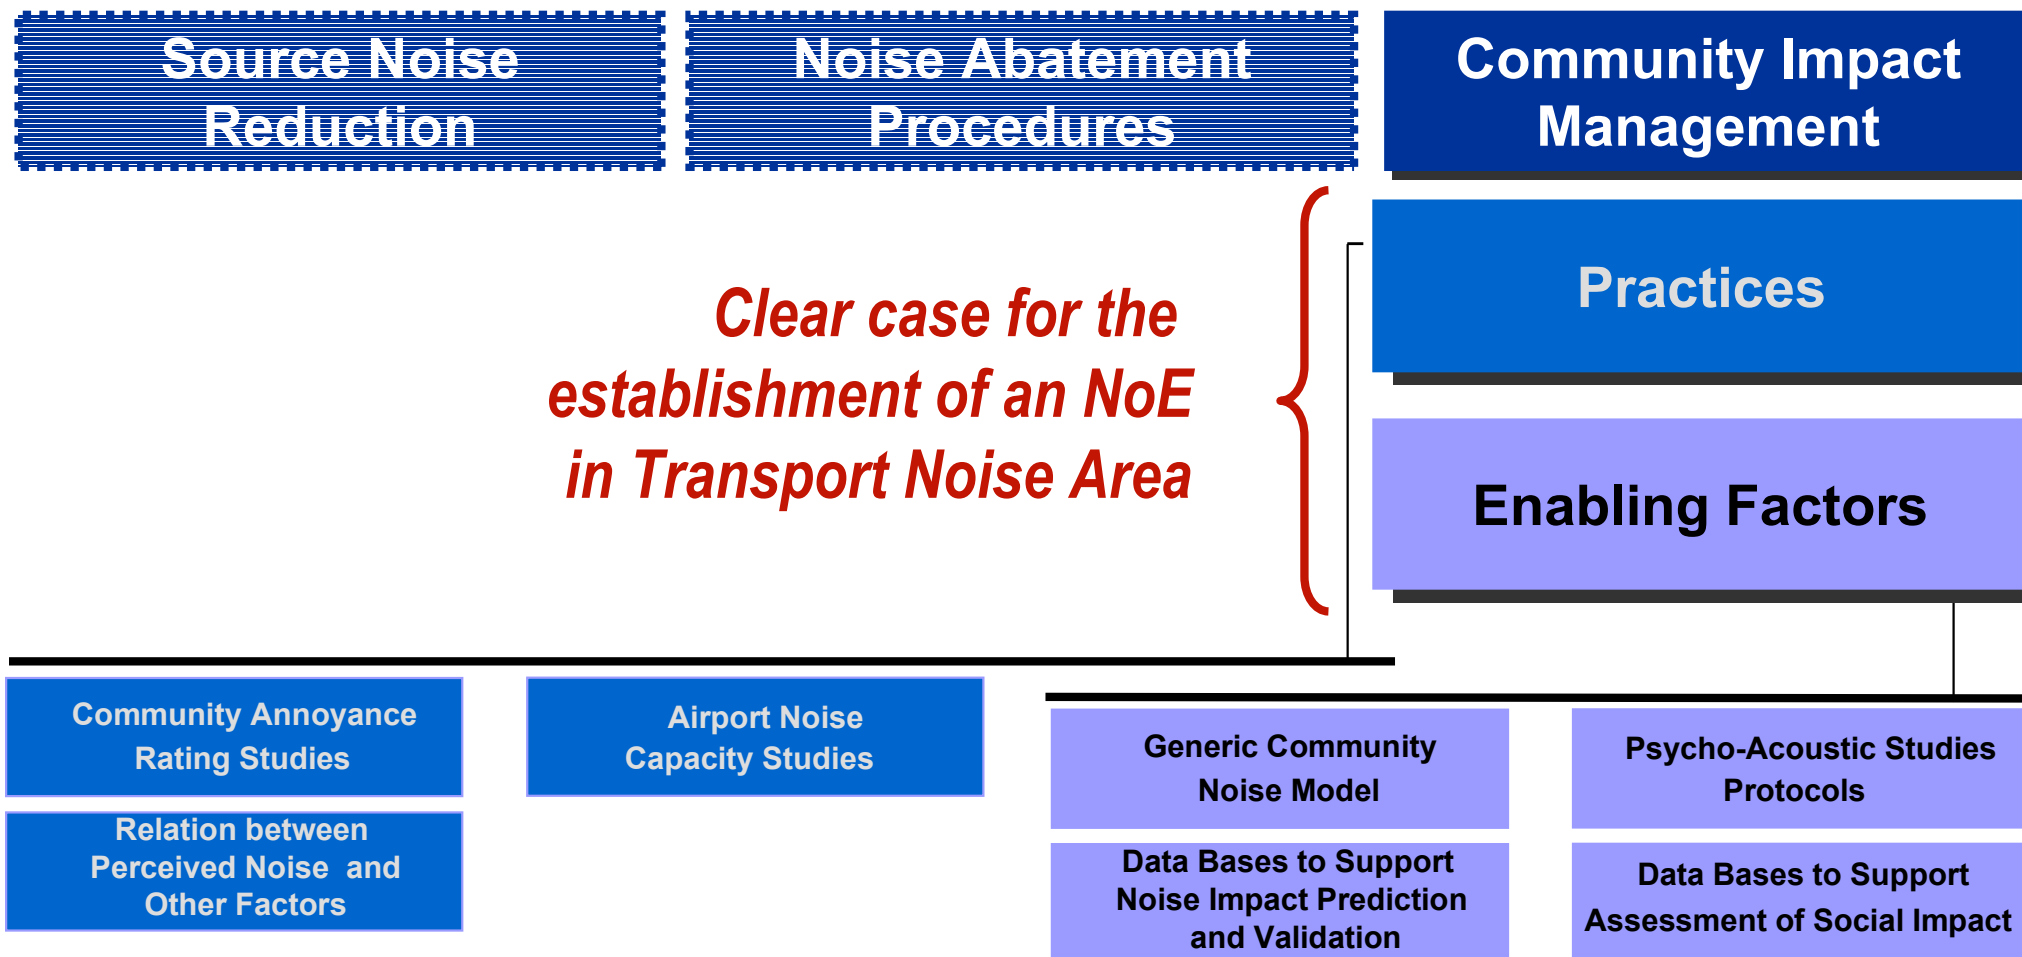 Source Noise
Reduction
Noise Abatement
Procedures
Community Impact
Management
Practices
Clear case for the
establishment of an NoE
in Transport Noise Area
Enabling Factors
Community Annoyance
Rating Studies
Airport Noise
Capacity Studies
Relation between
Perceived Noise and
Other Factors
Generic Community
Noise Model
Psycho-Acoustic Studies
Protocols
Data Bases to Support
Noise Impact Prediction
and Validation
Data Bases to Support
Assessment of Social Impact